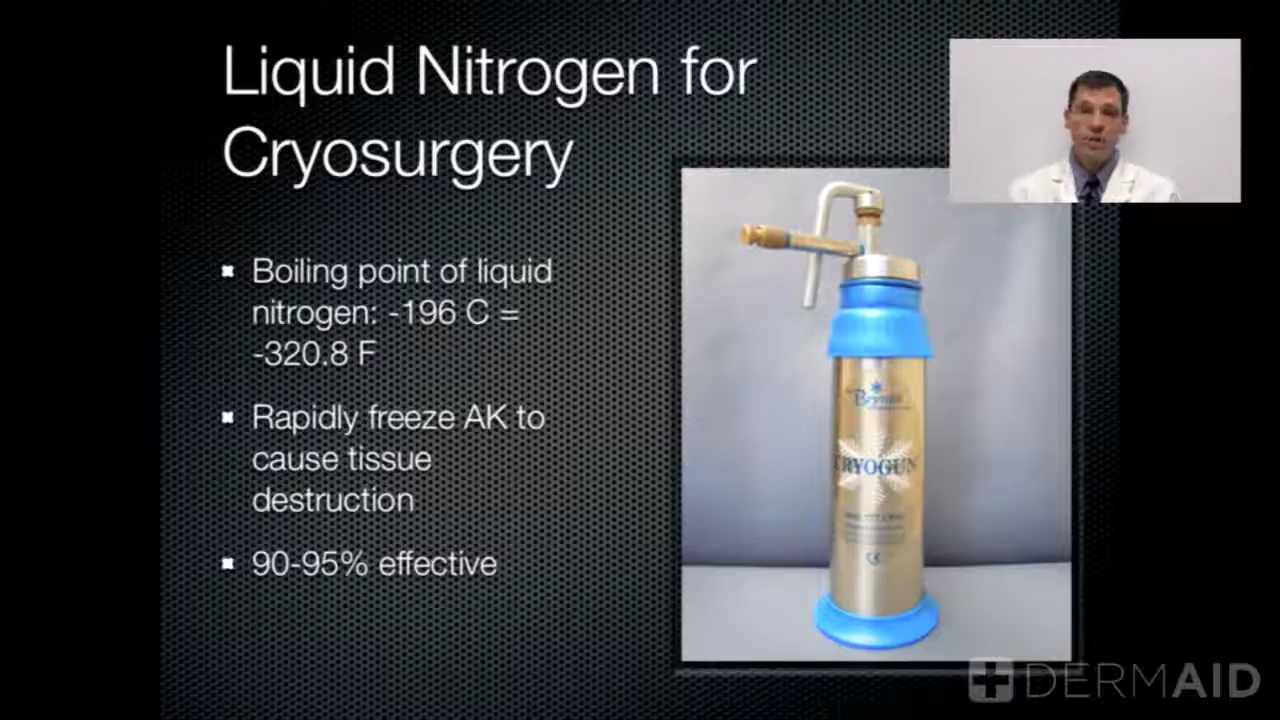 Liquid Nitrogen for
Cryosurgery
Boiling point of liquid
nitrogen: -196 C =
-320.8 F
Rapidly freeze AK to
cause tissue
destruction
90-95% effective
CRYOGUN
CE
DERMAID